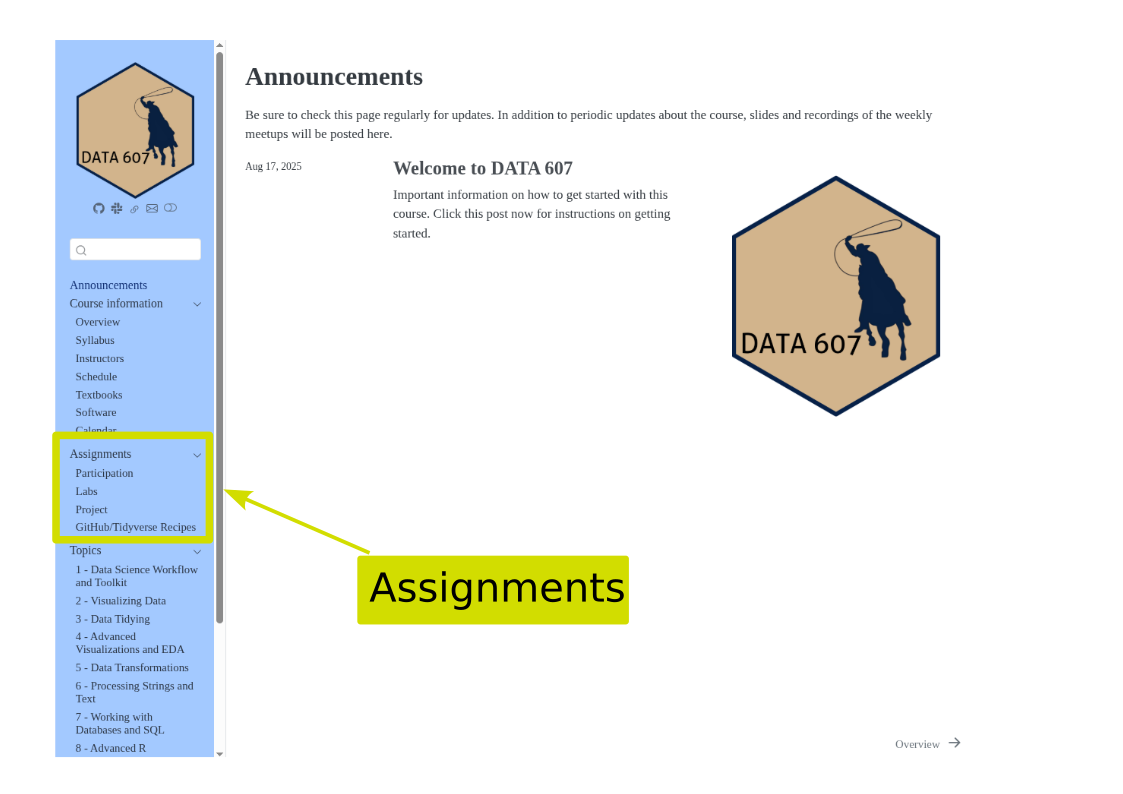 DATA 607
Announcements
Course information
Overview
Syllabus
Instructors
Schedule
Textbooks
Software
Calendar
Assignments
Participation
Labs
Project
GitHub/Tidyverse Recipes
Topics
1 - Data Science Workflow
and Toolkit
2 - Visualizing Data
3 - Data Tidying
4 - Advanced
Visualizations and EDA
5 - Data Transformations
6 - Processing Strings and
Text
7 - Working with
Databases and SQL
8 - Advanced R
Announcements
Be sure to check this page regularly for updates. In addition to periodic updates about the course, slides and recordings of the weekly
meetups will be posted here.
Aug 17, 2025
Welcome to DATA 607
Important information on how to get started with this
course. Click this post now for instructions on getting
started.
DATA 607
Assignments
Overview